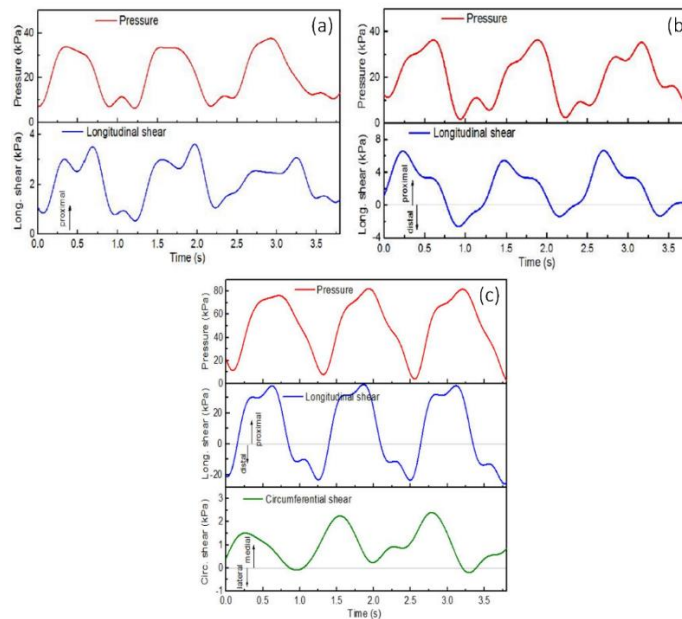 (a)
Pressure
Pressure (kPa)
40
20
0
Longitudinal shear
Long. shear (kPa)
4
2
0
proximal
0.0 0.5 1.0 1.5 2.0 2.5 3.0 3.5
Time (s)
(b)
Pressure
Pressure (kPa)
40
20
0
Longitudinal shear
Long. shear (kPa)
8
4
0
-4
proximal
distal
0.0 0.5 1.0 1.5 2.0 2.5 3.0 3.5
Time (s)
(c)
Pressure
Pressure (kPa)
80
60
40
20
0
Longitudinal shear
Long. shear (kPa)
20
0
-20
proximal
distal
Circumferential shear
Circ. shear (kPa)
3
2
1
0
-1
medial
lateral
0.0 0.5 1.0 1.5 2.0 2.5 3.0 3.5
Time (s)